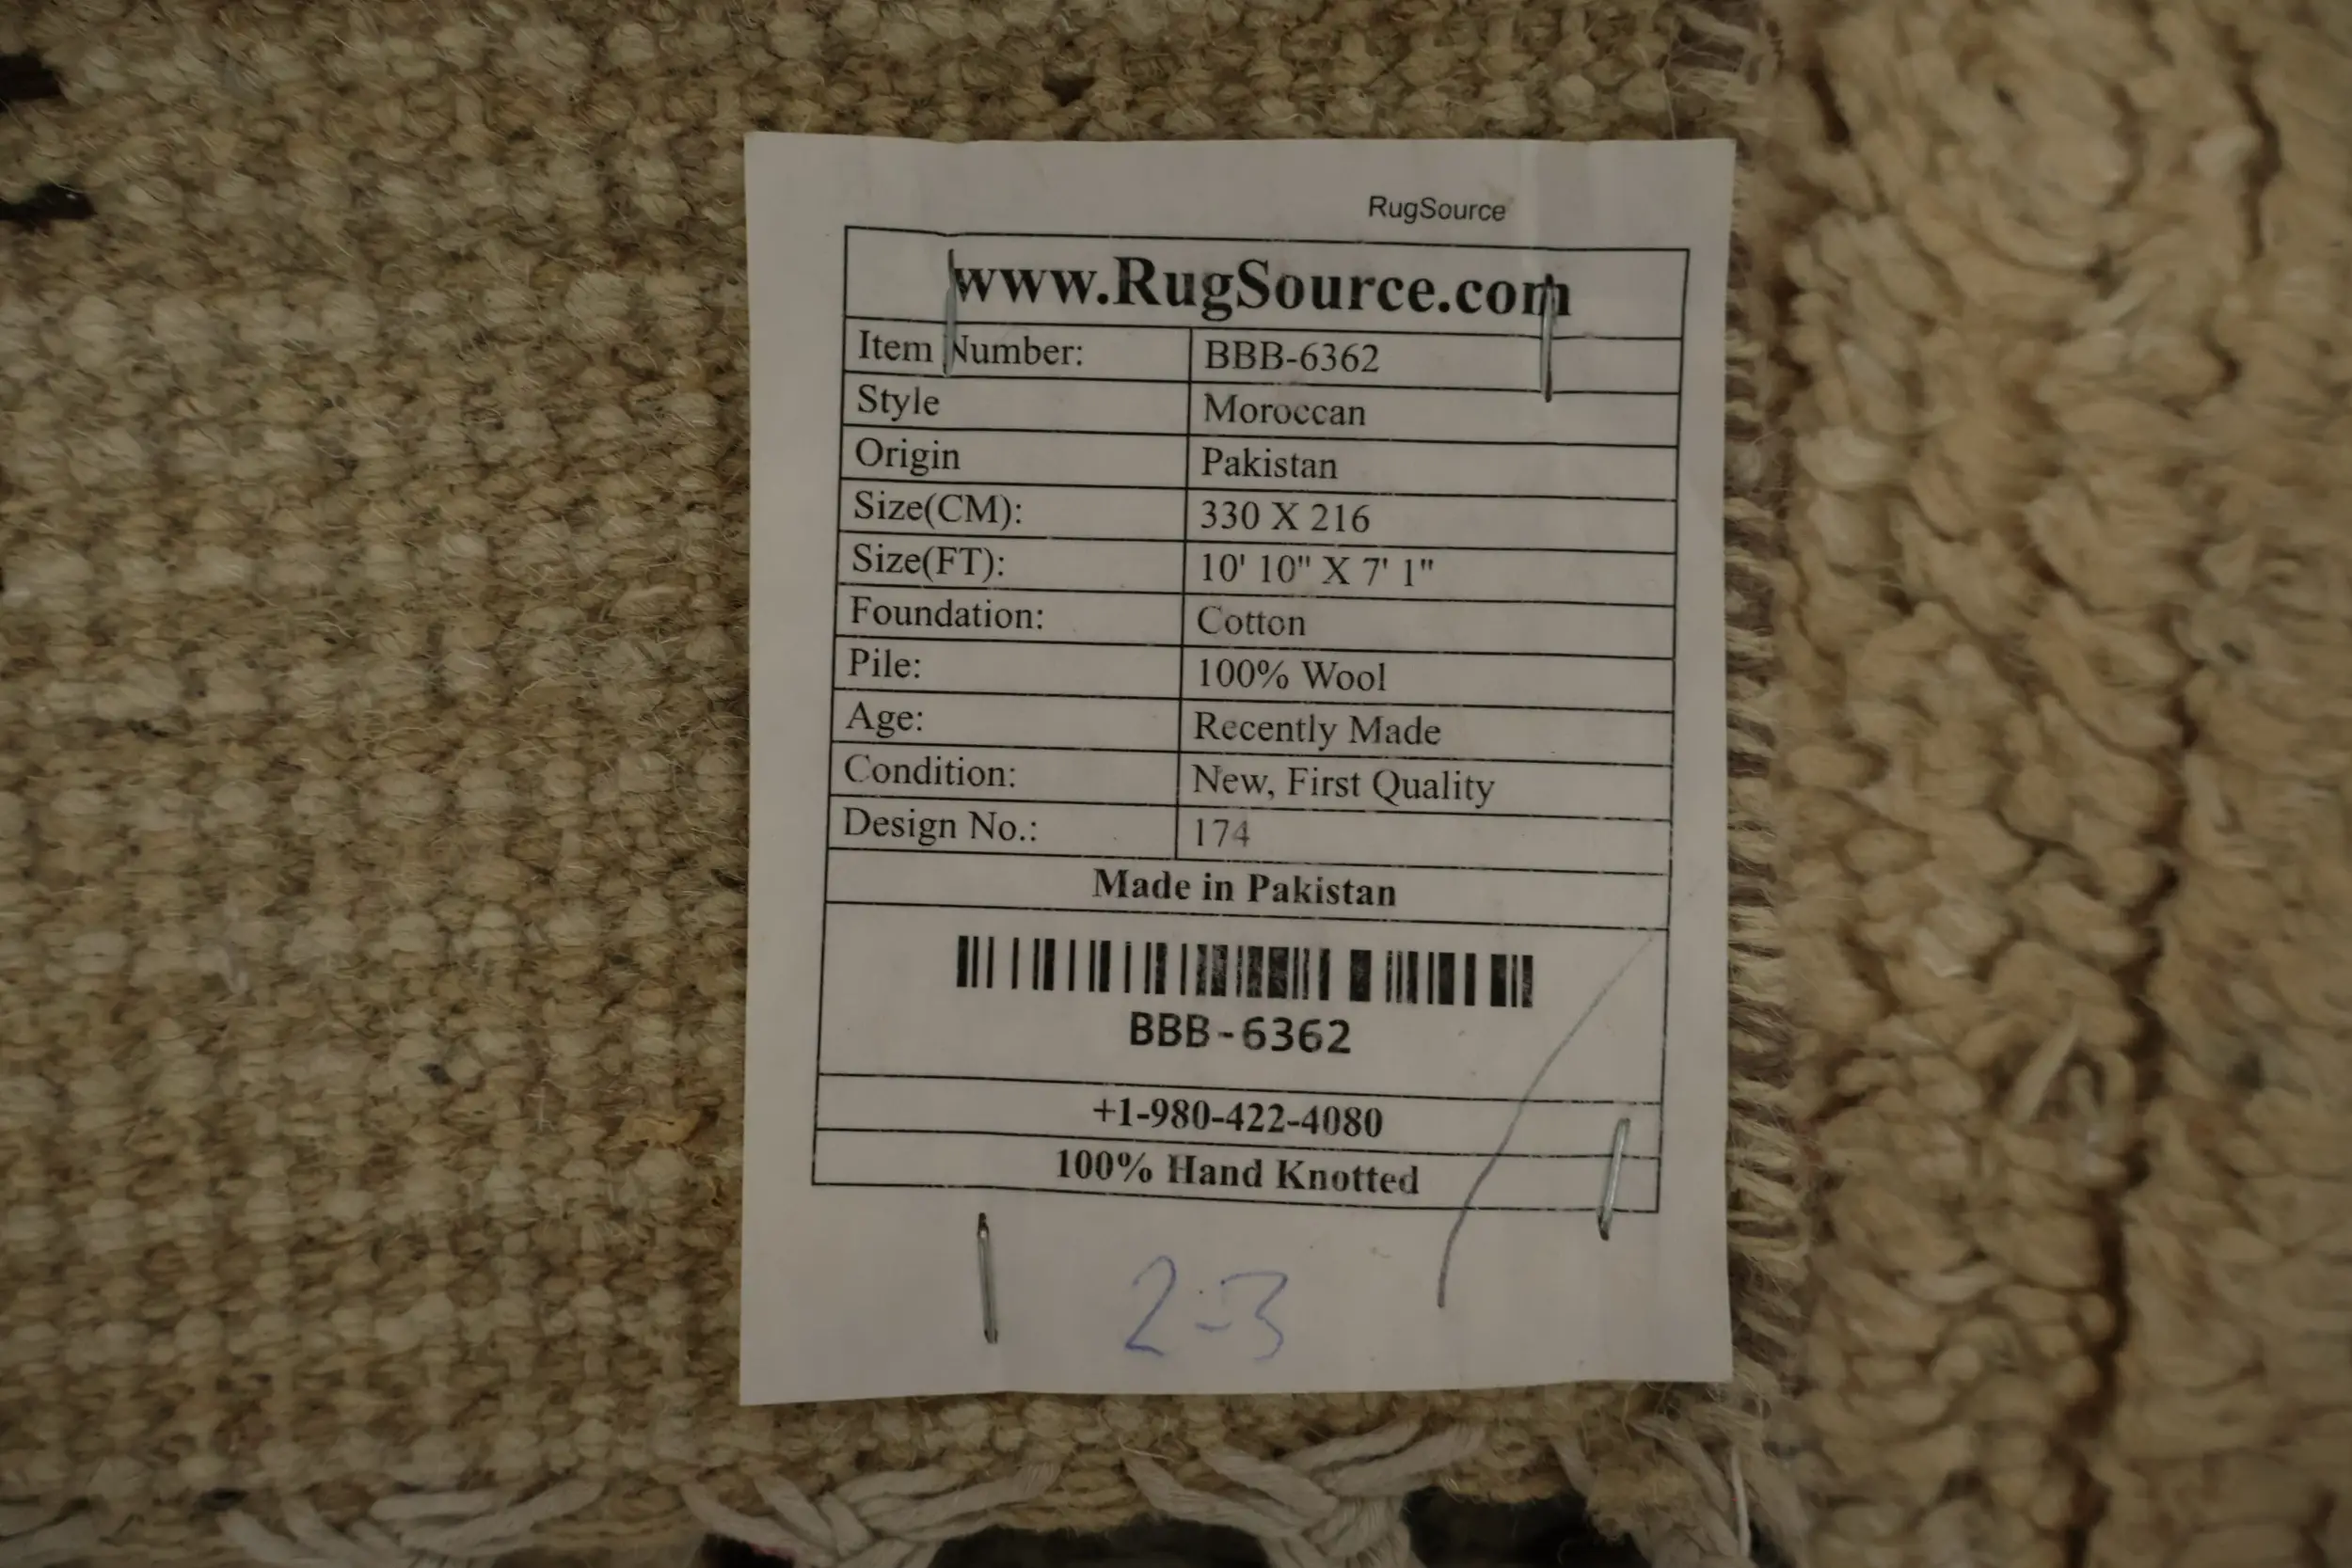 RugSource
www.RugSource.com
Item Number: BBB-6362
Style Moroccan
Origin Pakistan
Size(CM): 330 X 216
Size(FT): 10' 10" X 7' 1"
Foundation: Cotton
Pile: 100% Wool
Age: Recently Made
Condition: New, First Quality
Design No.: 174
Made in Pakistan
BBB-6362
+1-980-422-4080
100% Hand Knotted
2-3